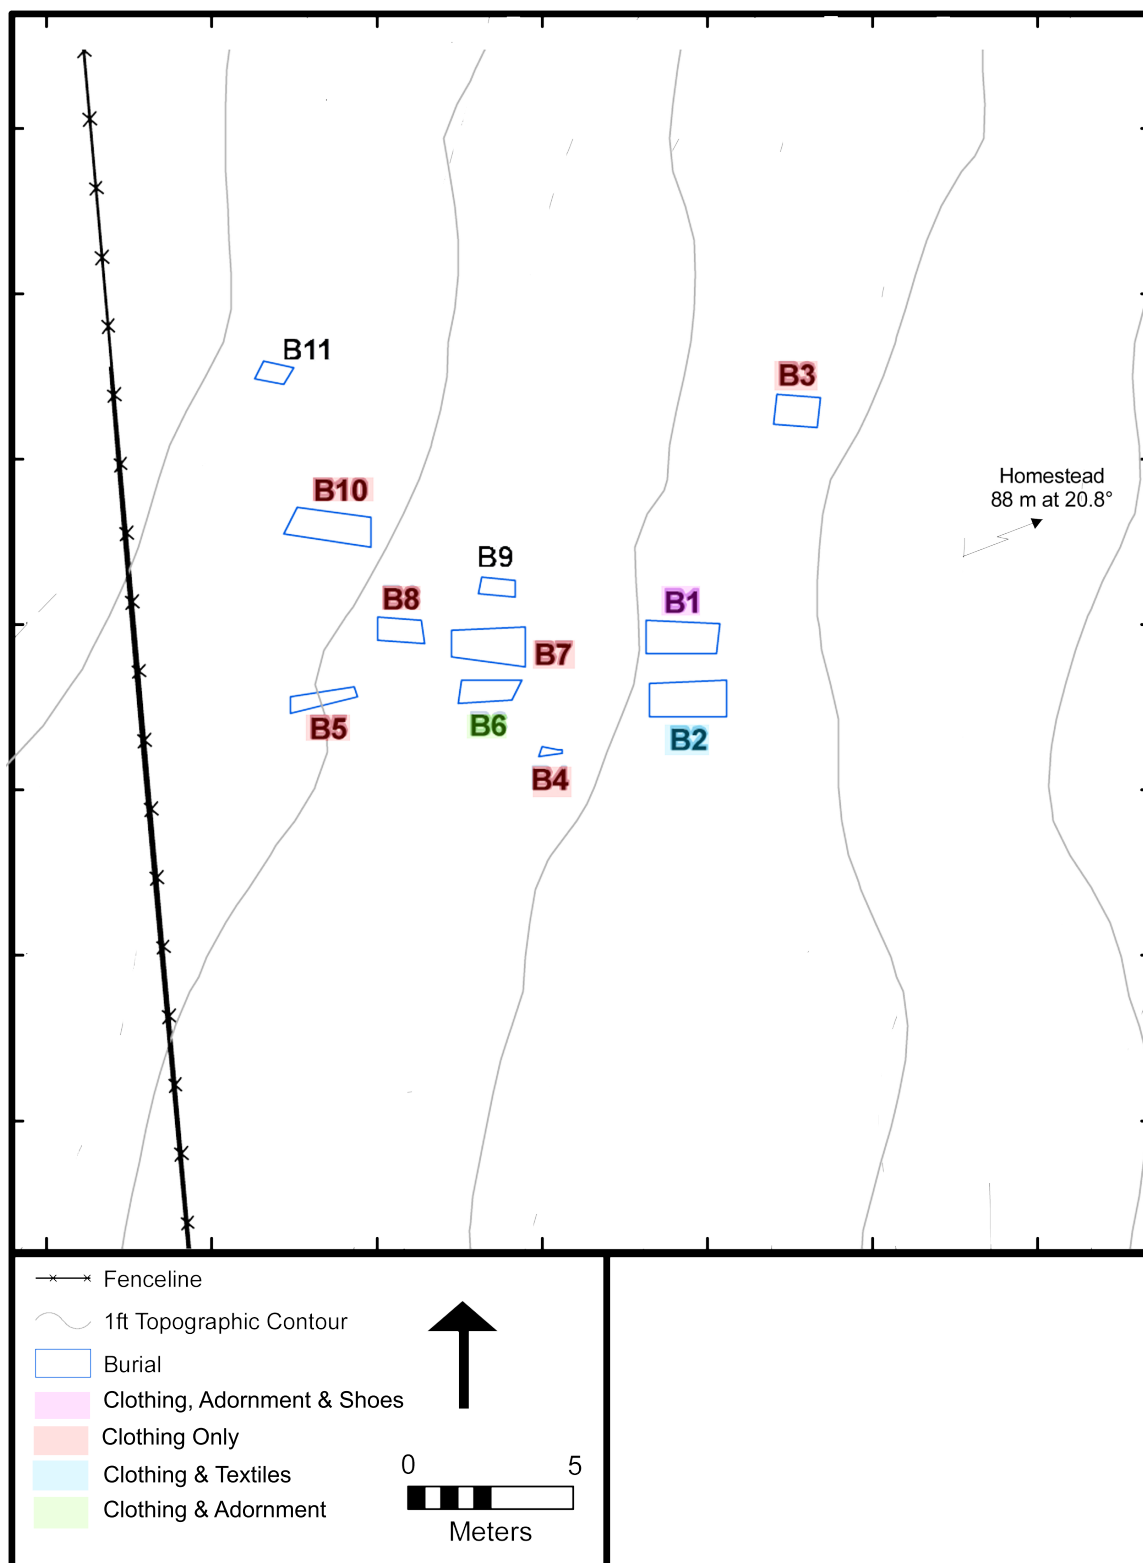 B11
B3
Homestead
88 m at 20.8°
B10
B9
B8
B1
B7
B6
B5
B2
B4
Fenceline
1ft Topographic Contour
Burial
Clothing, Adornment & Shoes
Clothing Only
Clothing & Textiles
Clothing & Adornment
0 5
Meters